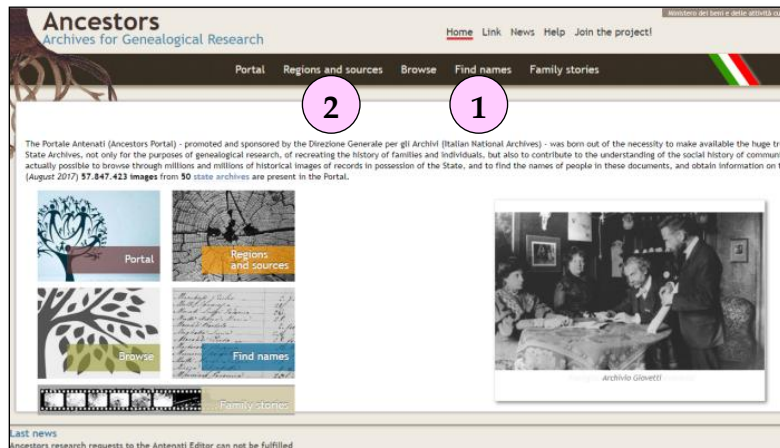 Ministero dei beni e delle attività cu
Ancestors
Archives for Genealogical Research
Home Link News Help Join the project!
Portal Regions and sources Browse Find names Family stories
2 1
The Portale Antenati (Ancestors Portal) - promoted and sponsored by the Direzione Generale per gli Archivi (Italian National Archives) - was born out of the necessity to make available the huge tr
State Archives, not only for the purposes of genealogical research, of recreating the history of families and individuals, but also to contribute to the understanding of the social history of communi
actually possible to browse through millions and millions of historical images of records in possession of the State, and to find the names of people in these documents, and obtain information on t
(August 2017) 57.847.423 images from 50 state archives are present in the Portal.
Portal
Regions
and sources
Browse
Find names
Family stories
Archivio Giovetti
Last news
Ancestors research requests to the Antenati Editor can not be fulfilled